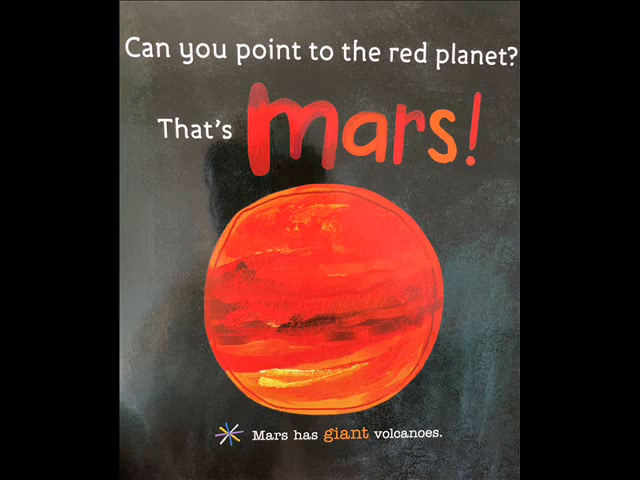 Can you point to the red planet?
That's mars!
Mars has giant volcanoes.